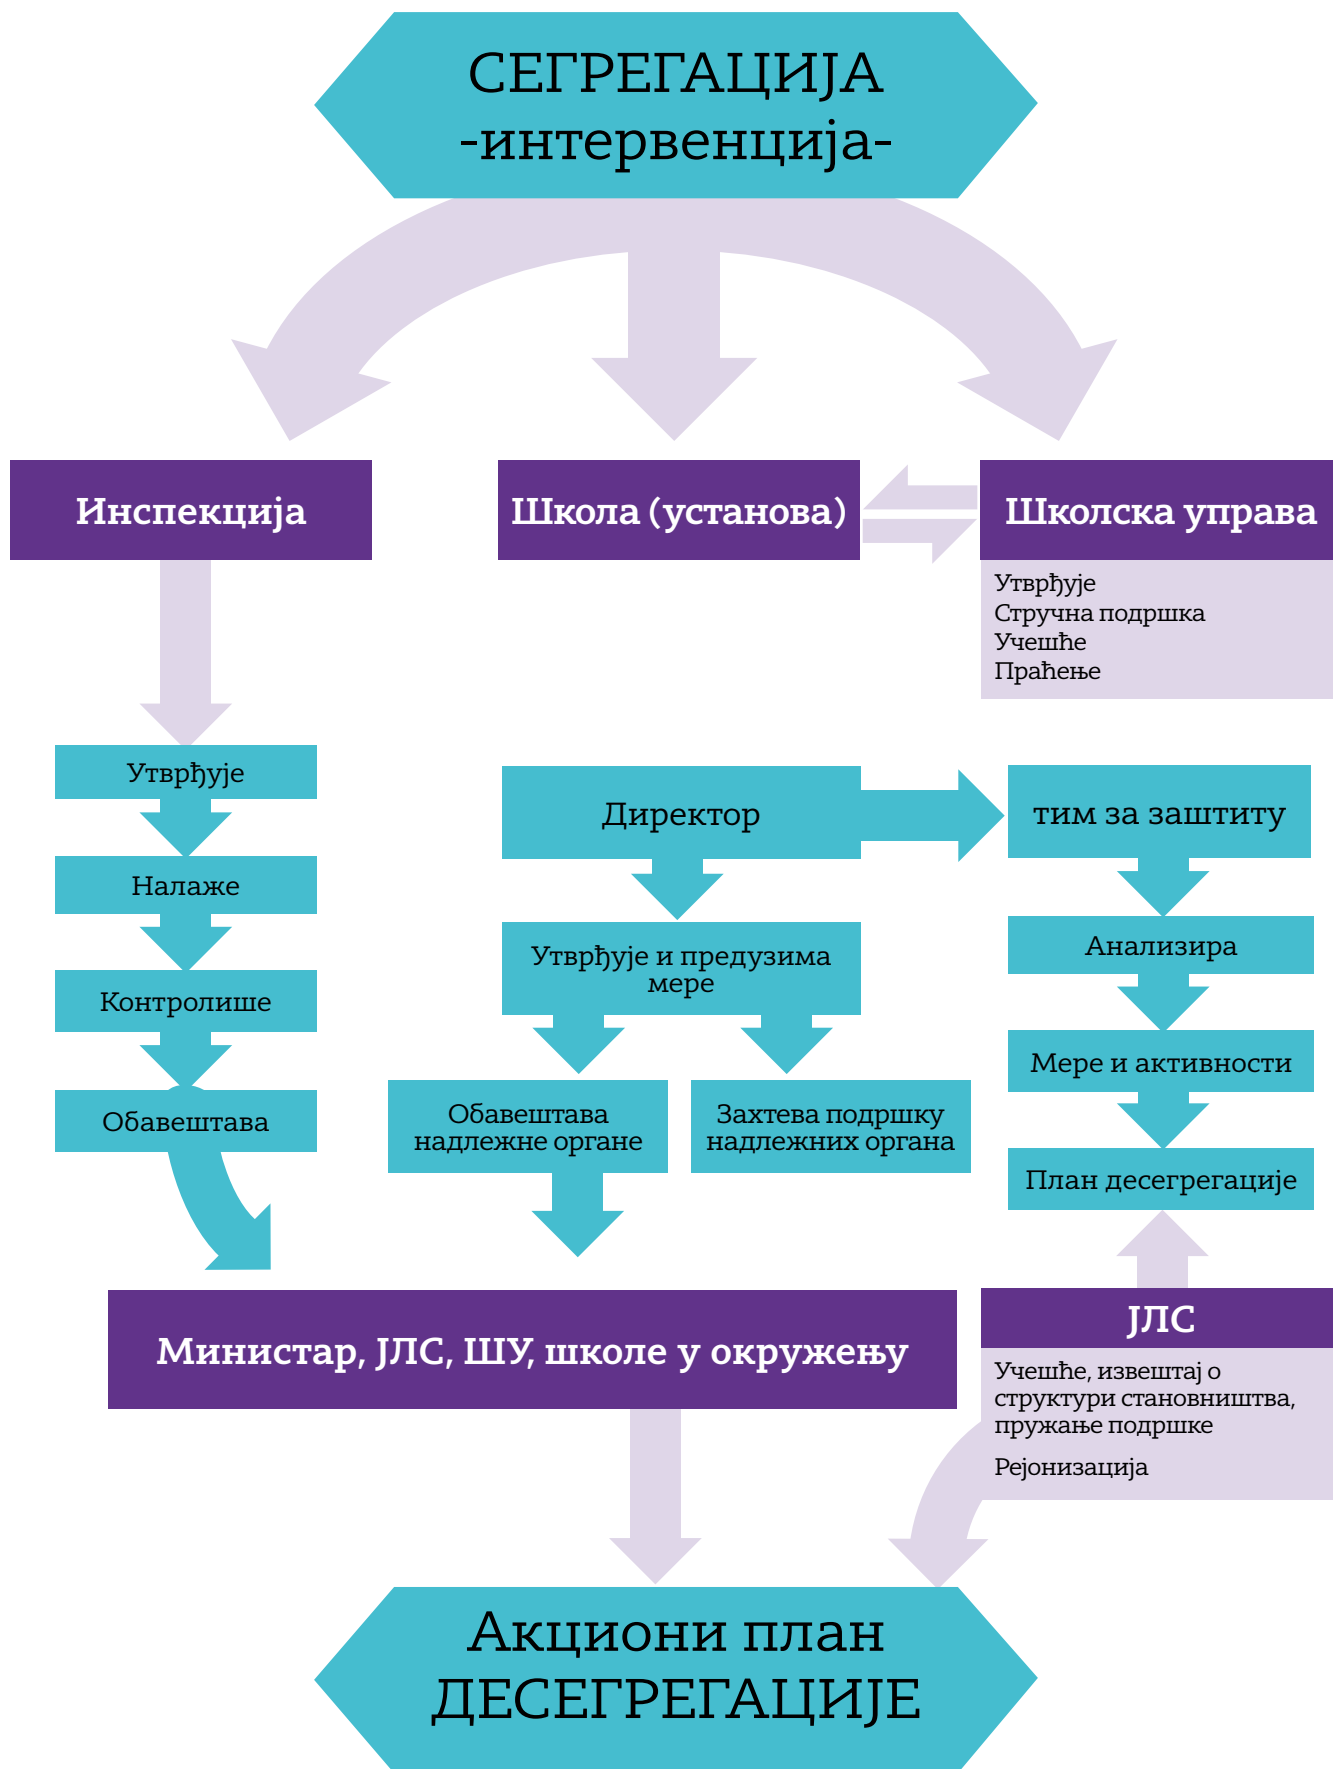 СЕГРЕГАЦИЈА
-интервенција-
Инспекција
Школа (установа)
Школска управа
Утврђује
Стручна подршка
Учешће
Праћење
Утврђује
Налаже
Контролише
Обавештава
Директор
Утврђује и предузима
мере
Обавештава
надлежне органе
Захтева подршку
надлежних органа
тим за заштиту
Анализира
Мере и активности
План десегрегације
Министар, ЈЛС, ШУ, школе у окружењу
ЈЛС
Учешће, извештај о
структури становништва,
пружање подршке
Рејонизација
Акциони план
ДЕСЕГРЕГАЦИЈЕ